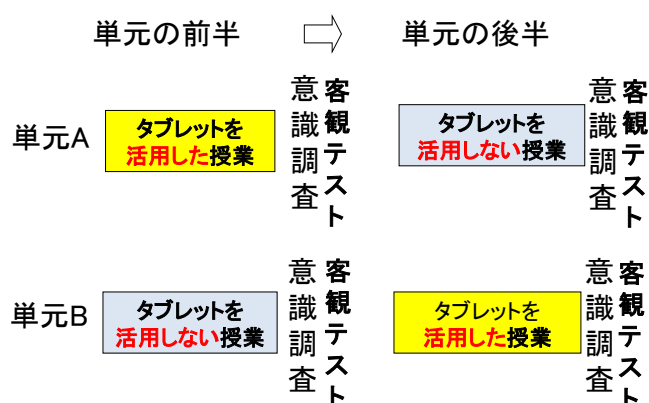 単元の前半
単元の後半
単元A
タブレットを
活用した授業
意識調査
客観テスト
タブレットを
活用しない授業
意識調査
客観テスト
単元B
タブレットを
活用しない授業
意識調査
客観テスト
タブレットを
活用した授業
意識調査
客観テスト